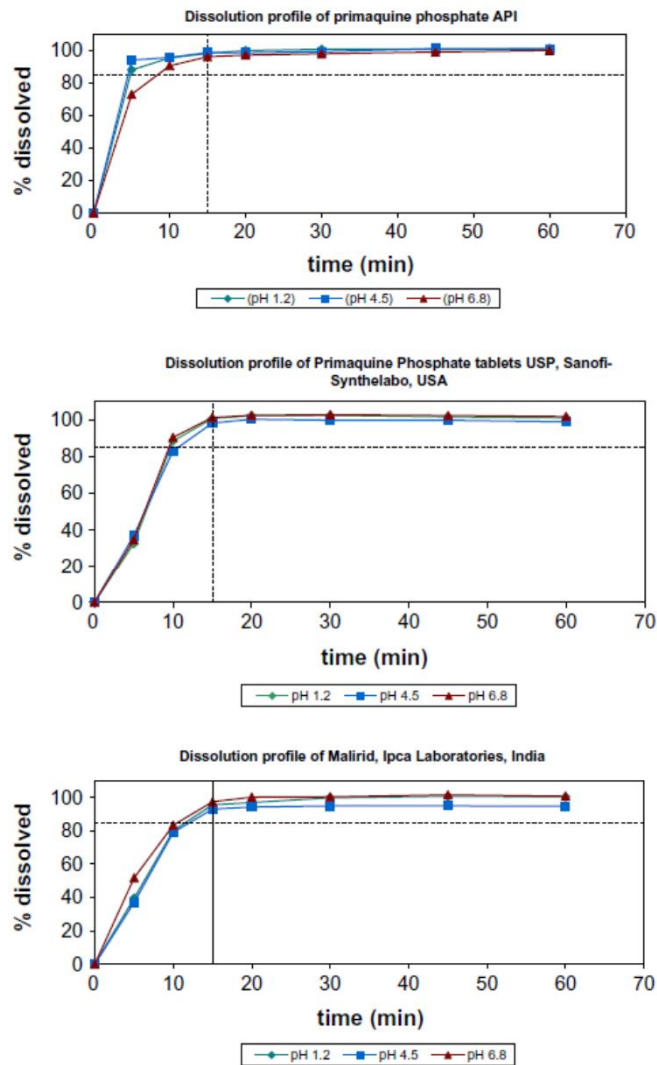 Dissolution profile of primaquine phosphate API
% dissolved
100
80
60
40
20
0
0 10 20 30 40 50 60 70
time (min)
(pH 1.2) (pH 4.5) (pH 6.8)
Dissolution profile of Primaquine Phosphate tablets USP, Sanofi-
Synthelabo, USA
% dissolved
100
80
60
40
20
0
0 10 20 30 40 50 60 70
time (min)
pH 1.2 pH 4.5 pH 6.8
Dissolution profile of Malirid, Ipca Laboratories, India
% dissolved
100
80
60
40
20
0
0 10 20 30 40 50 60 70
time (min)
pH 1.2 pH 4.5 pH 6.8